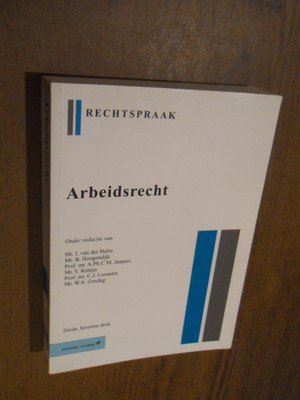 RECHTSPRAAK
Arbeidsrecht
Onder redactie van
Mr. I. van der Helm
Mr. B. Hoogendijk
Prof. mr. A.Ph.C.M. Jaspers
Mr. Y. Konijn
Prof. mr. C.J. Loonstra
Mr. W.A. Zondag
Derde, herziene druk